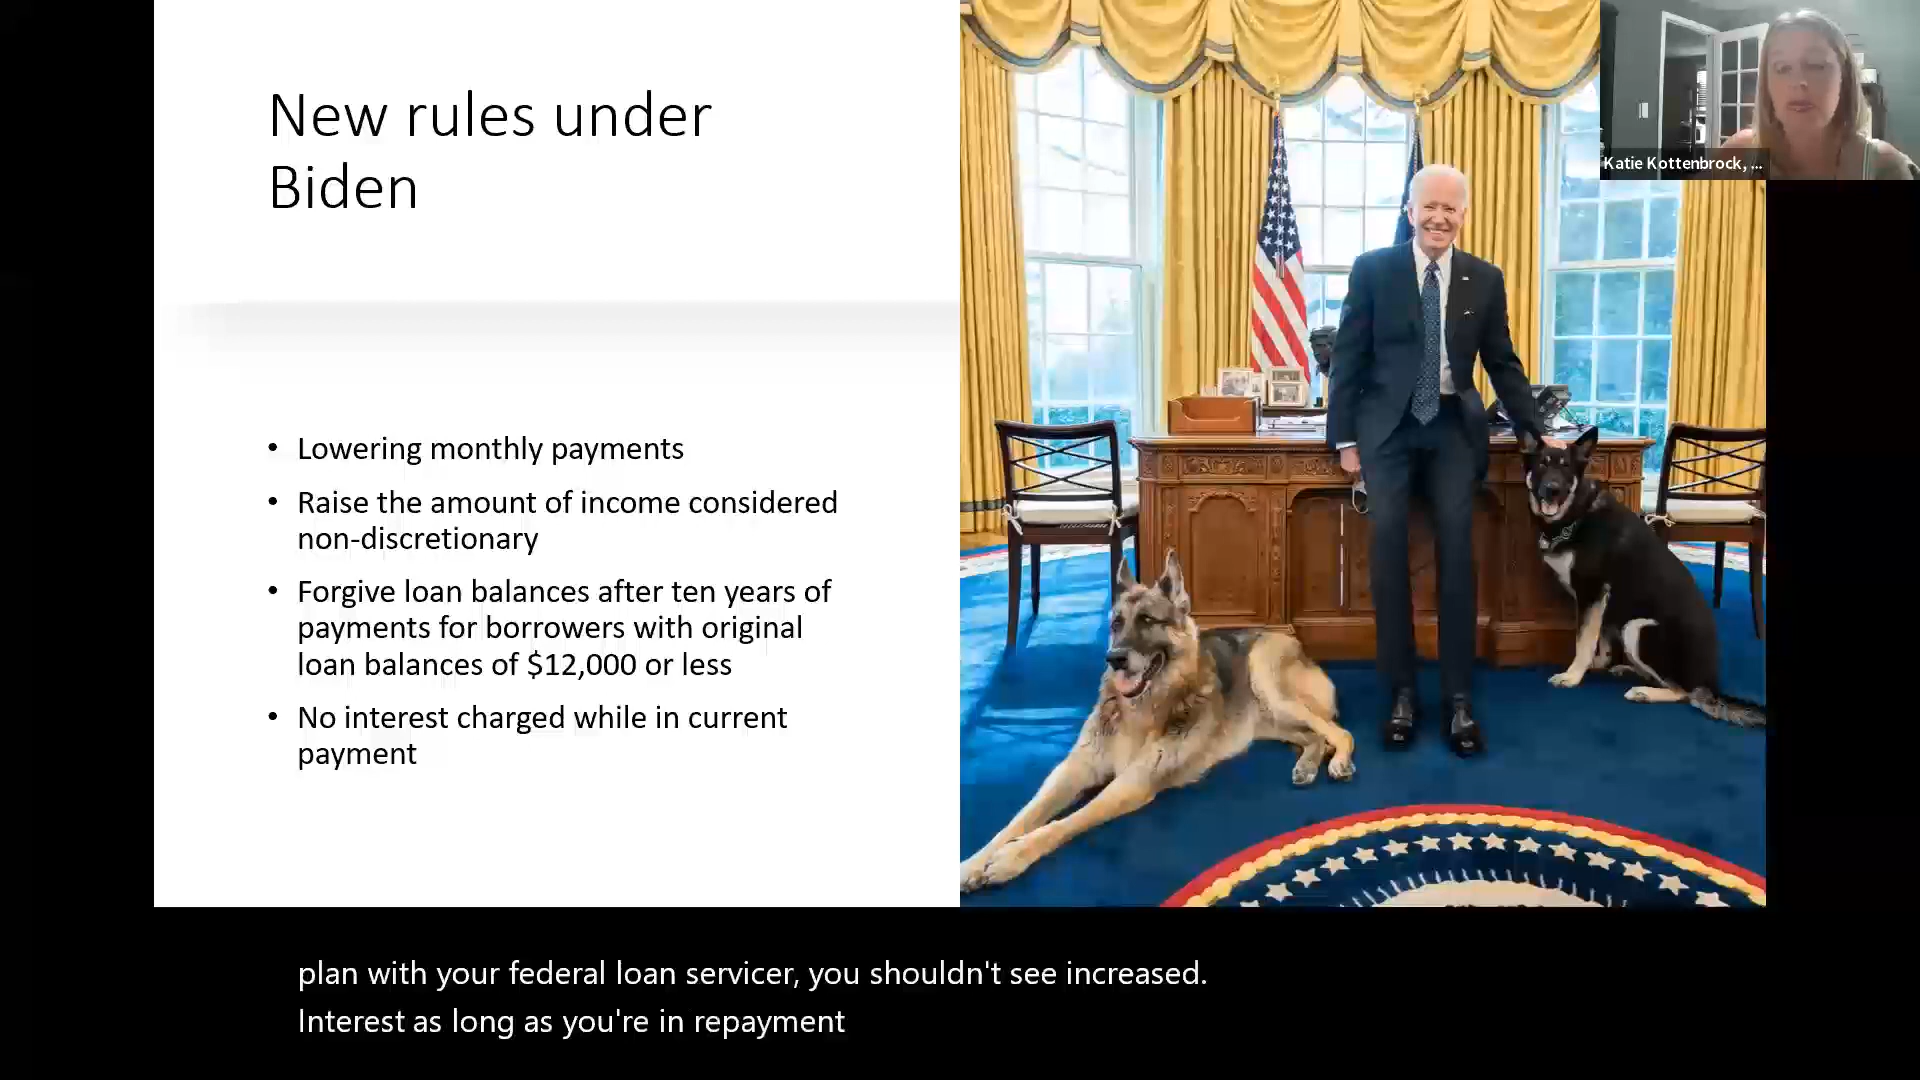 New rules under
Biden
• Lowering monthly payments
• Raise the amount of income considered
non-discretionary
• Forgive loan balances after ten years of
payments for borrowers with original
loan balances of $12,000 or less
• No interest charged while in current
payment
Katie Kottenbrock, ...
plan with your federal loan servicer, you shouldn't see increased.
Interest as long as you're in repayment